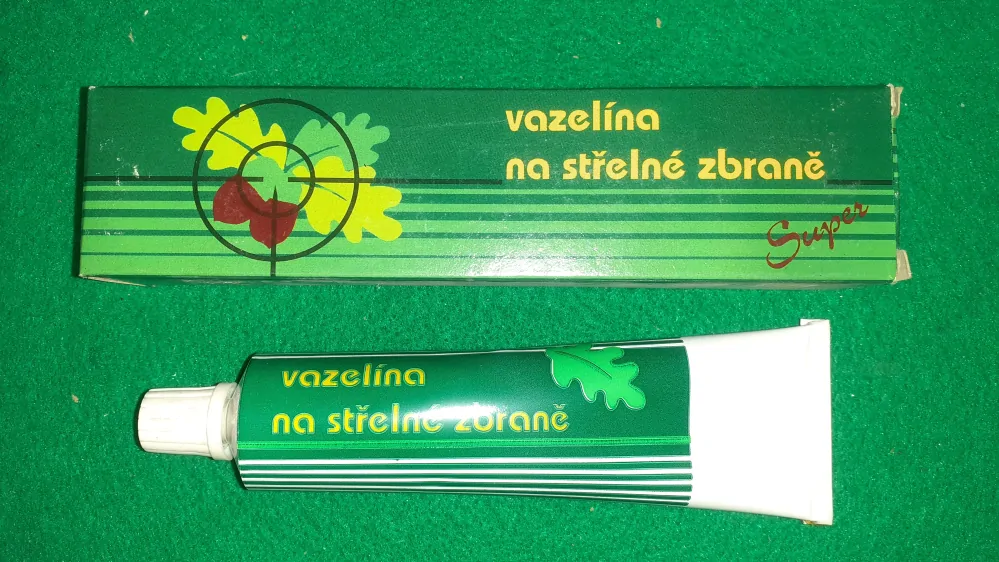 vazelína
na střelné zbraně
Super
vazelína
na střelné zbraně